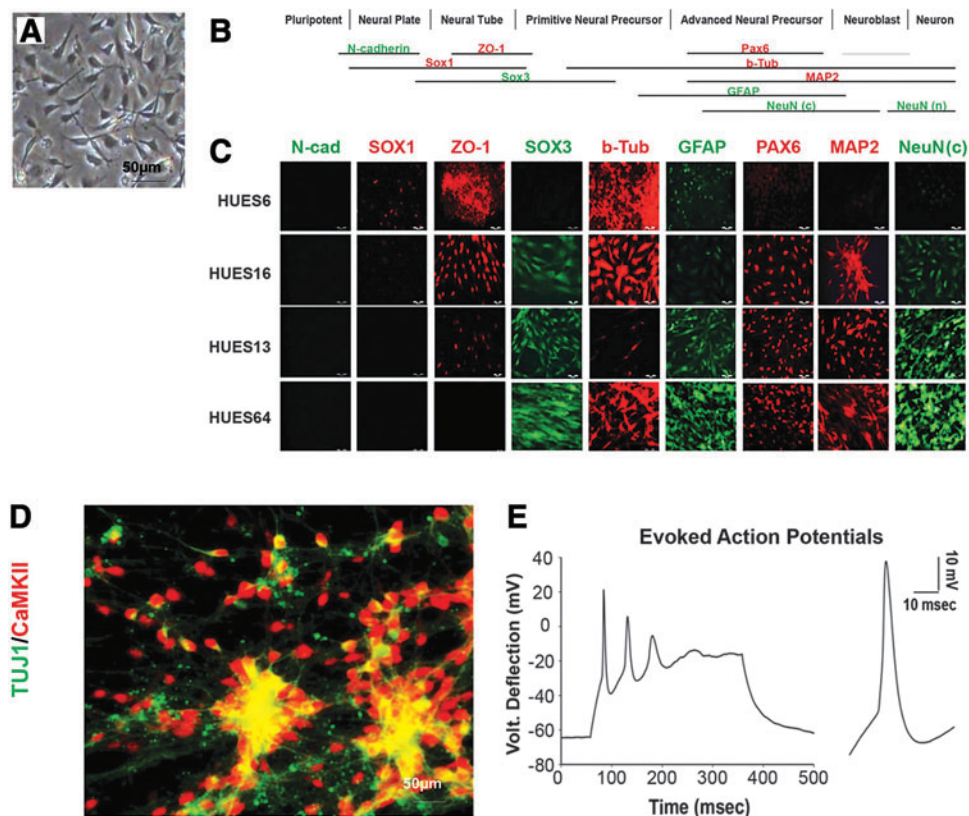 A
50µm
B
Pluripotent Neural Plate Neural Tube Primitive Neural Precursor Advanced Neural Precursor Neuroblast Neuron
N-cadherin ZO-1 Pax6
Sox1 b-Tub
Sox3 MAP2
GFAP
NeuN (c) NeuN (n)
C
N-cad SOX1 ZO-1 SOX3 b-Tub GFAP PAX6 MAP2 NeuN(c)
HUES6
HUES16
HUES13
HUES64
D
TUJ1/CaMKII
50µm
E
Evoked Action Potentials
10 mV
10 msec
Volt. Deflection (mV)
40
20
0
-20
-40
-60
-80
0 100 200 300 400 500
Time (msec)